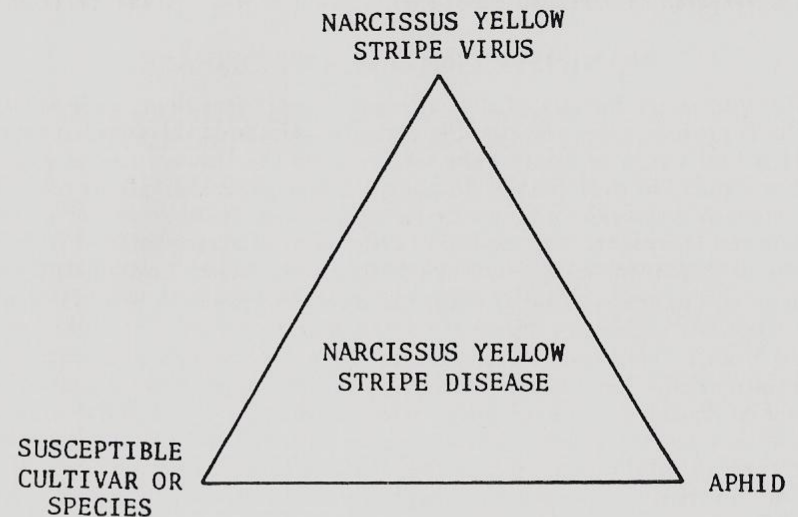 NARCISSUS YELLOW
STRIPE VIRUS
NARCISSUS YELLOW
STRIPE DISEASE
SUSCEPTIBLE
CULTIVAR OR
SPECIES
APHID